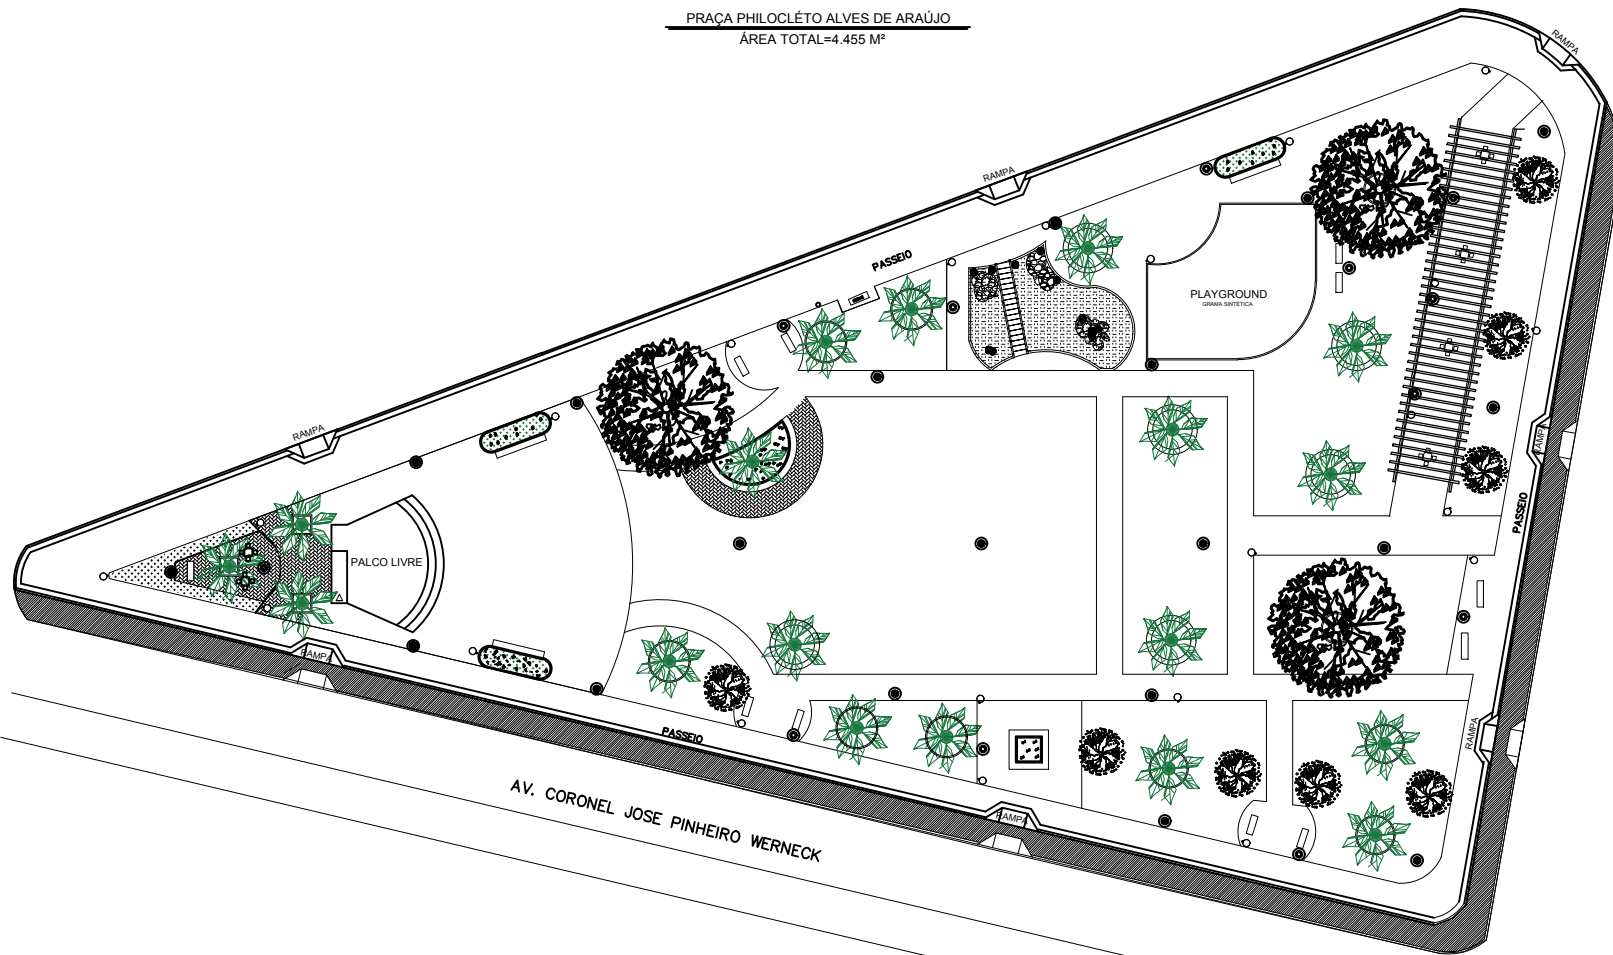 PRAÇA PHILOCLÉTO ALVES DE ARAÚJO
ÁREA TOTAL=4.455 M²
RAMPA
RAMPA
PASSEIO
PLAYGROUND
GRAMA SINTÉTICA
RAMPA
RAMPA
PASSEIO
PALCO LIVRE
RAMPA
RAMPA
PASSEIO
RAMPA
AV. CORONEL JOSE PINHEIRO WERNECK